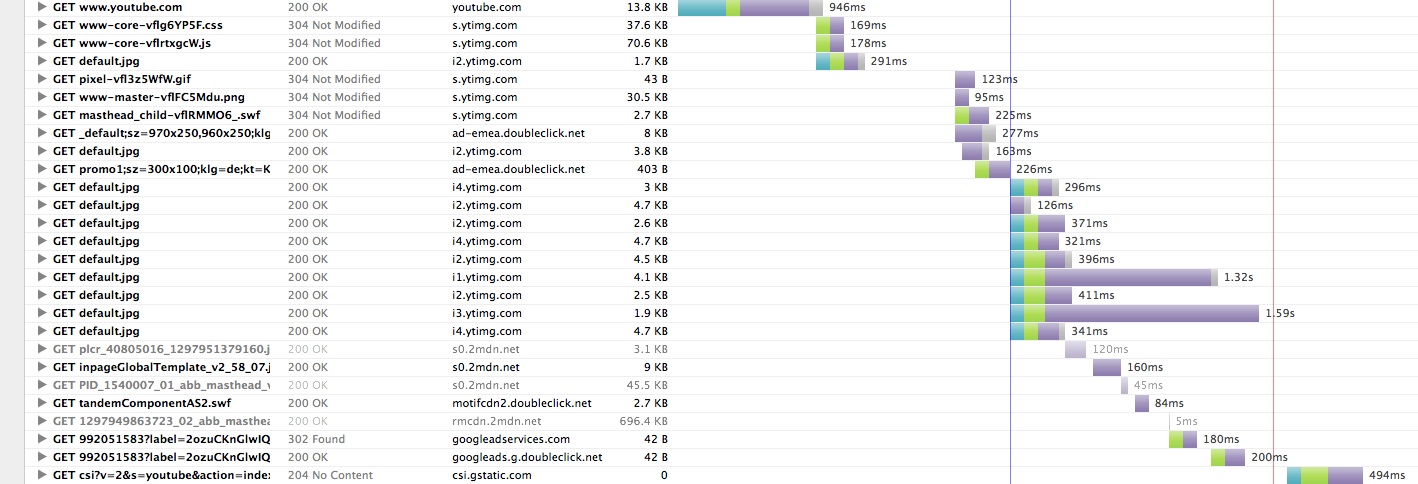 GET www.youtube.com 200 OK youtube.com 13.8 KB 946ms
GET www-core-vflg6YP5F.css 304 Not Modified s.ytimg.com 37.6 KB 169ms
GET www-core-vflrtxgcW.js 304 Not Modified s.ytimg.com 70.6 KB 178ms
GET default.jpg 200 OK i2.ytimg.com 1.7 KB 291ms
GET pixel-vfl3z5WfW.gif 304 Not Modified s.ytimg.com 43 B 123ms
GET www-master-vflFC5Mdu.png 304 Not Modified s.ytimg.com 30.5 KB 95ms
GET masthead_child-vflRMMO6_.swf 304 Not Modified s.ytimg.com 2.7 KB 225ms
GET _default;sz=970x250,960x250;klg 200 OK ad-emea.doubleclick.net 8 KB 277ms
GET default.jpg 200 OK i2.ytimg.com 3.8 KB 163ms
GET promo1;sz=300x100;klg=de;kt=K 200 OK ad-emea.doubleclick.net 403 B 226ms
GET default.jpg 200 OK i4.ytimg.com 3 KB 296ms
GET default.jpg 200 OK i2.ytimg.com 4.7 KB 126ms
GET default.jpg 200 OK i2.ytimg.com 2.6 KB 371ms
GET default.jpg 200 OK i4.ytimg.com 4.7 KB 321ms
GET default.jpg 200 OK i2.ytimg.com 4.5 KB 396ms
GET default.jpg 200 OK i1.ytimg.com 4.1 KB 1.32s
GET default.jpg 200 OK i2.ytimg.com 2.5 KB 411ms
GET default.jpg 200 OK i3.ytimg.com 1.9 KB 1.59s
GET default.jpg 200 OK i4.ytimg.com 4.7 KB 341ms
GET plcr_40805016_1297951379160.j 200 OK s0.2mdn.net 3.1 KB 120ms
GET inpageGlobalTemplate_v2_58_07.j 200 OK s0.2mdn.net 9 KB 160ms
GET PID_1540007_01_abb_masthead_v 200 OK s0.2mdn.net 45.5 KB 45ms
GET tandemComponentAS2.swf 200 OK motifcdn2.doubleclick.net 2.7 KB 84ms
GET 1297949863723_02_abb_masthea 200 OK rmcdn.2mdn.net 696.4 KB 5ms
GET 992051583?label=2ozuCKnGlwIQ 302 Found googleadservices.com 42 B 180ms
GET 992051583?label=2ozuCKnGlwIQ 200 OK googleads.g.doubleclick.net 42 B 200ms
GET csi?v=2&s=youtube&action=index 204 No Content csi.gstatic.com 0 494ms